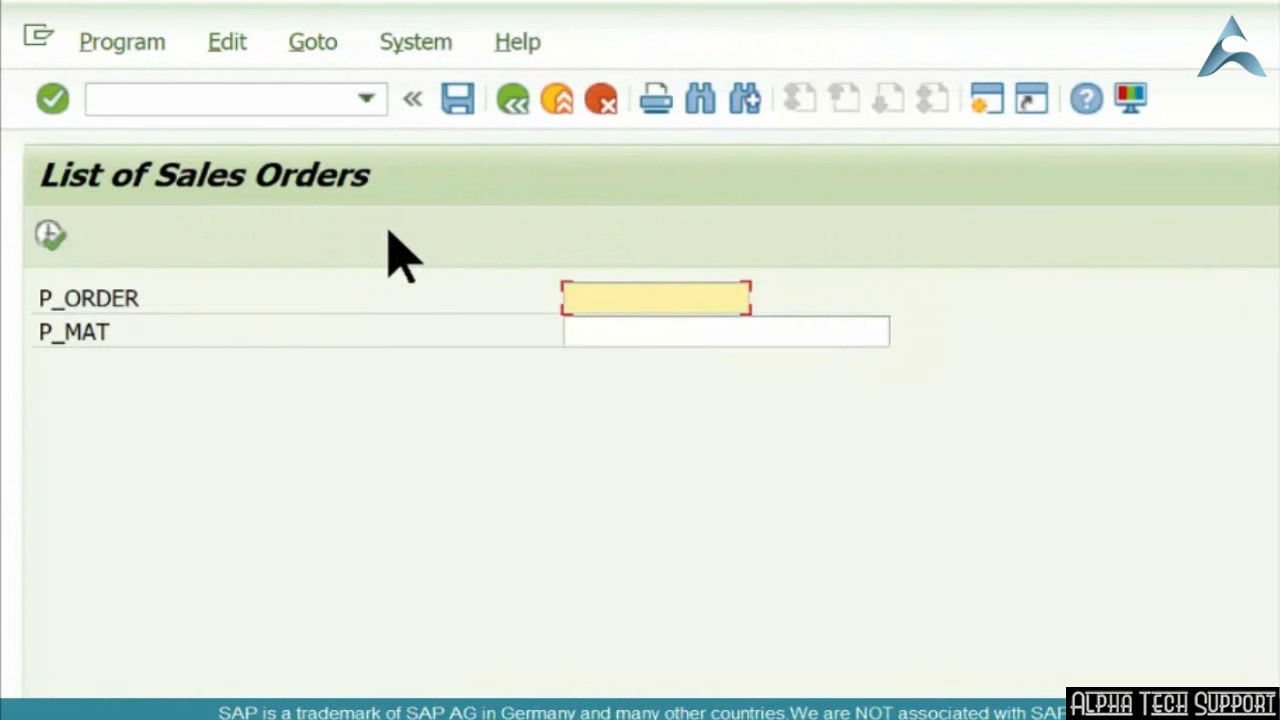 Program Edit Goto System Help
List of Sales Orders
P_ORDER
P_MAT
SAP is a trademark of SAP AG in Germany and many other countries.We are NOT associated with SAP
ALPHA TECH SUPPORT